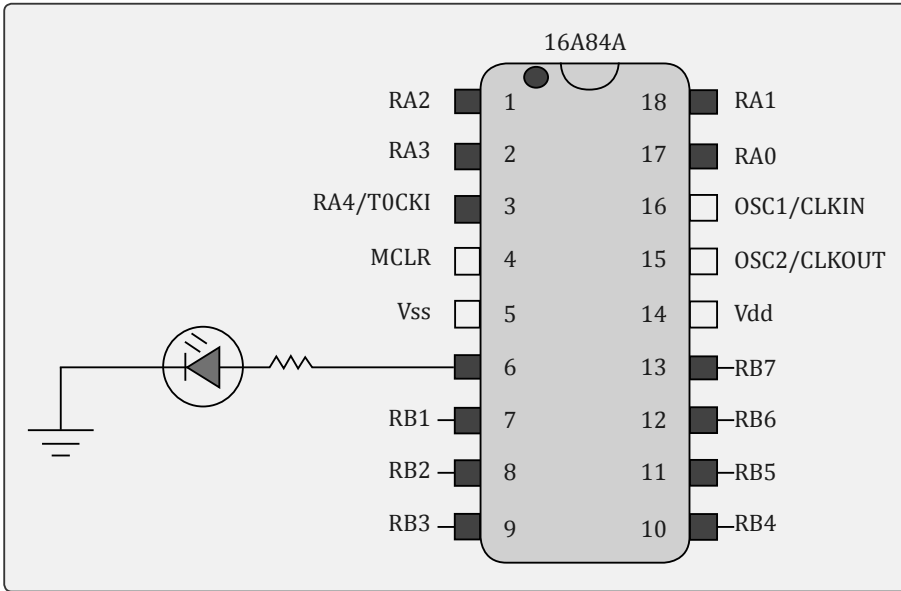 16A84A
RA2 1 18 RA1
RA3 2 17 RA0
RA4/T0CKI 3 16 OSC1/CLKIN
MCLR 4 15 OSC2/CLKOUT
Vss 5 14 Vdd
6 13 RB7
RB1 7 12 RB6
RB2 8 11 RB5
RB3 9 10 RB4